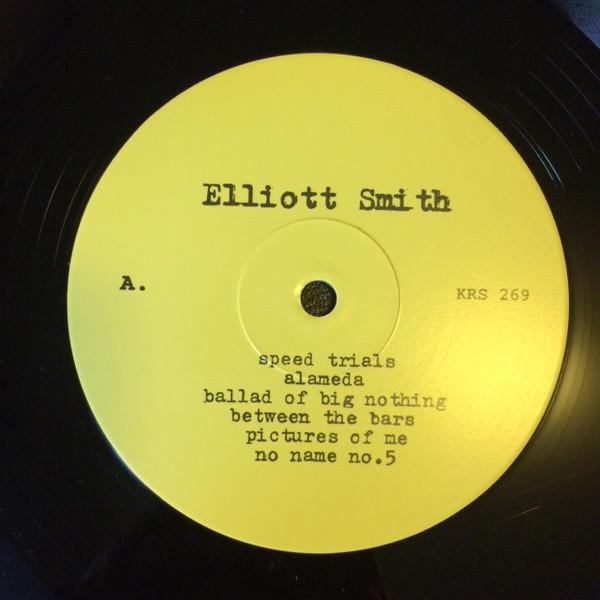 Elliott Smith
A.
KRS 269
speed trials
alameda
ballad of big nothing
between the bars
pictures of me
no name no.5